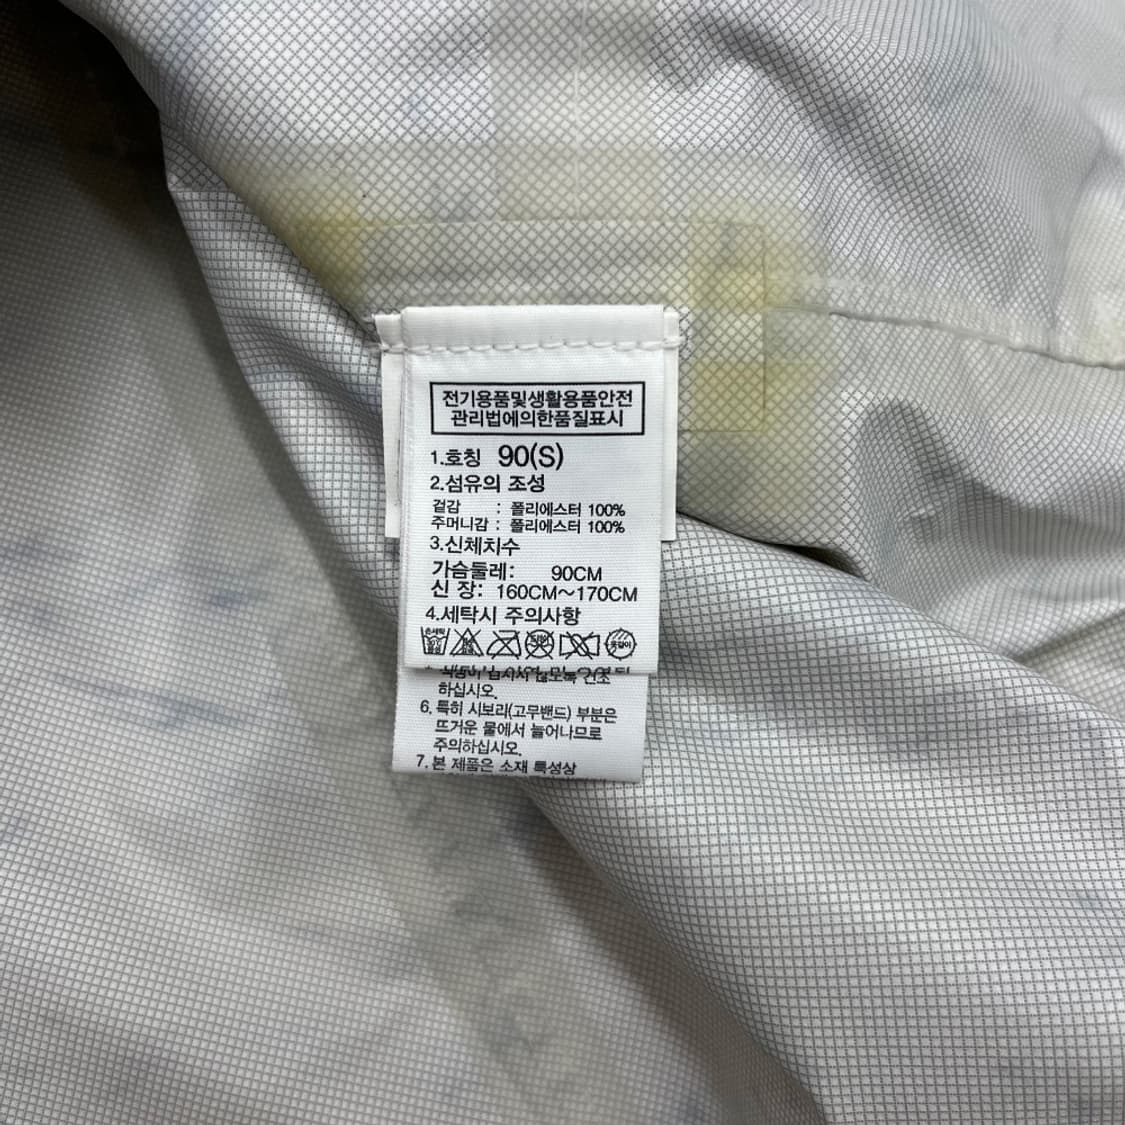 전기용품및생활용품안전
관리법에의한품질표시
1.호칭 90(S)
2.섬유의 조성
겉감 : 폴리에스터 100%
주머니감 : 폴리에스터 100%
3.신체치수
가슴둘레: 90CM
신 장: 160CM~170CM
4.세탁시 주의사항
손세탁
건조
하십시오.
6. 특히 시보리(고무밴드) 부분은
뜨거운 물에서 늘어나므로
주의하십시오.
7. 본 제품은 소재 특성상